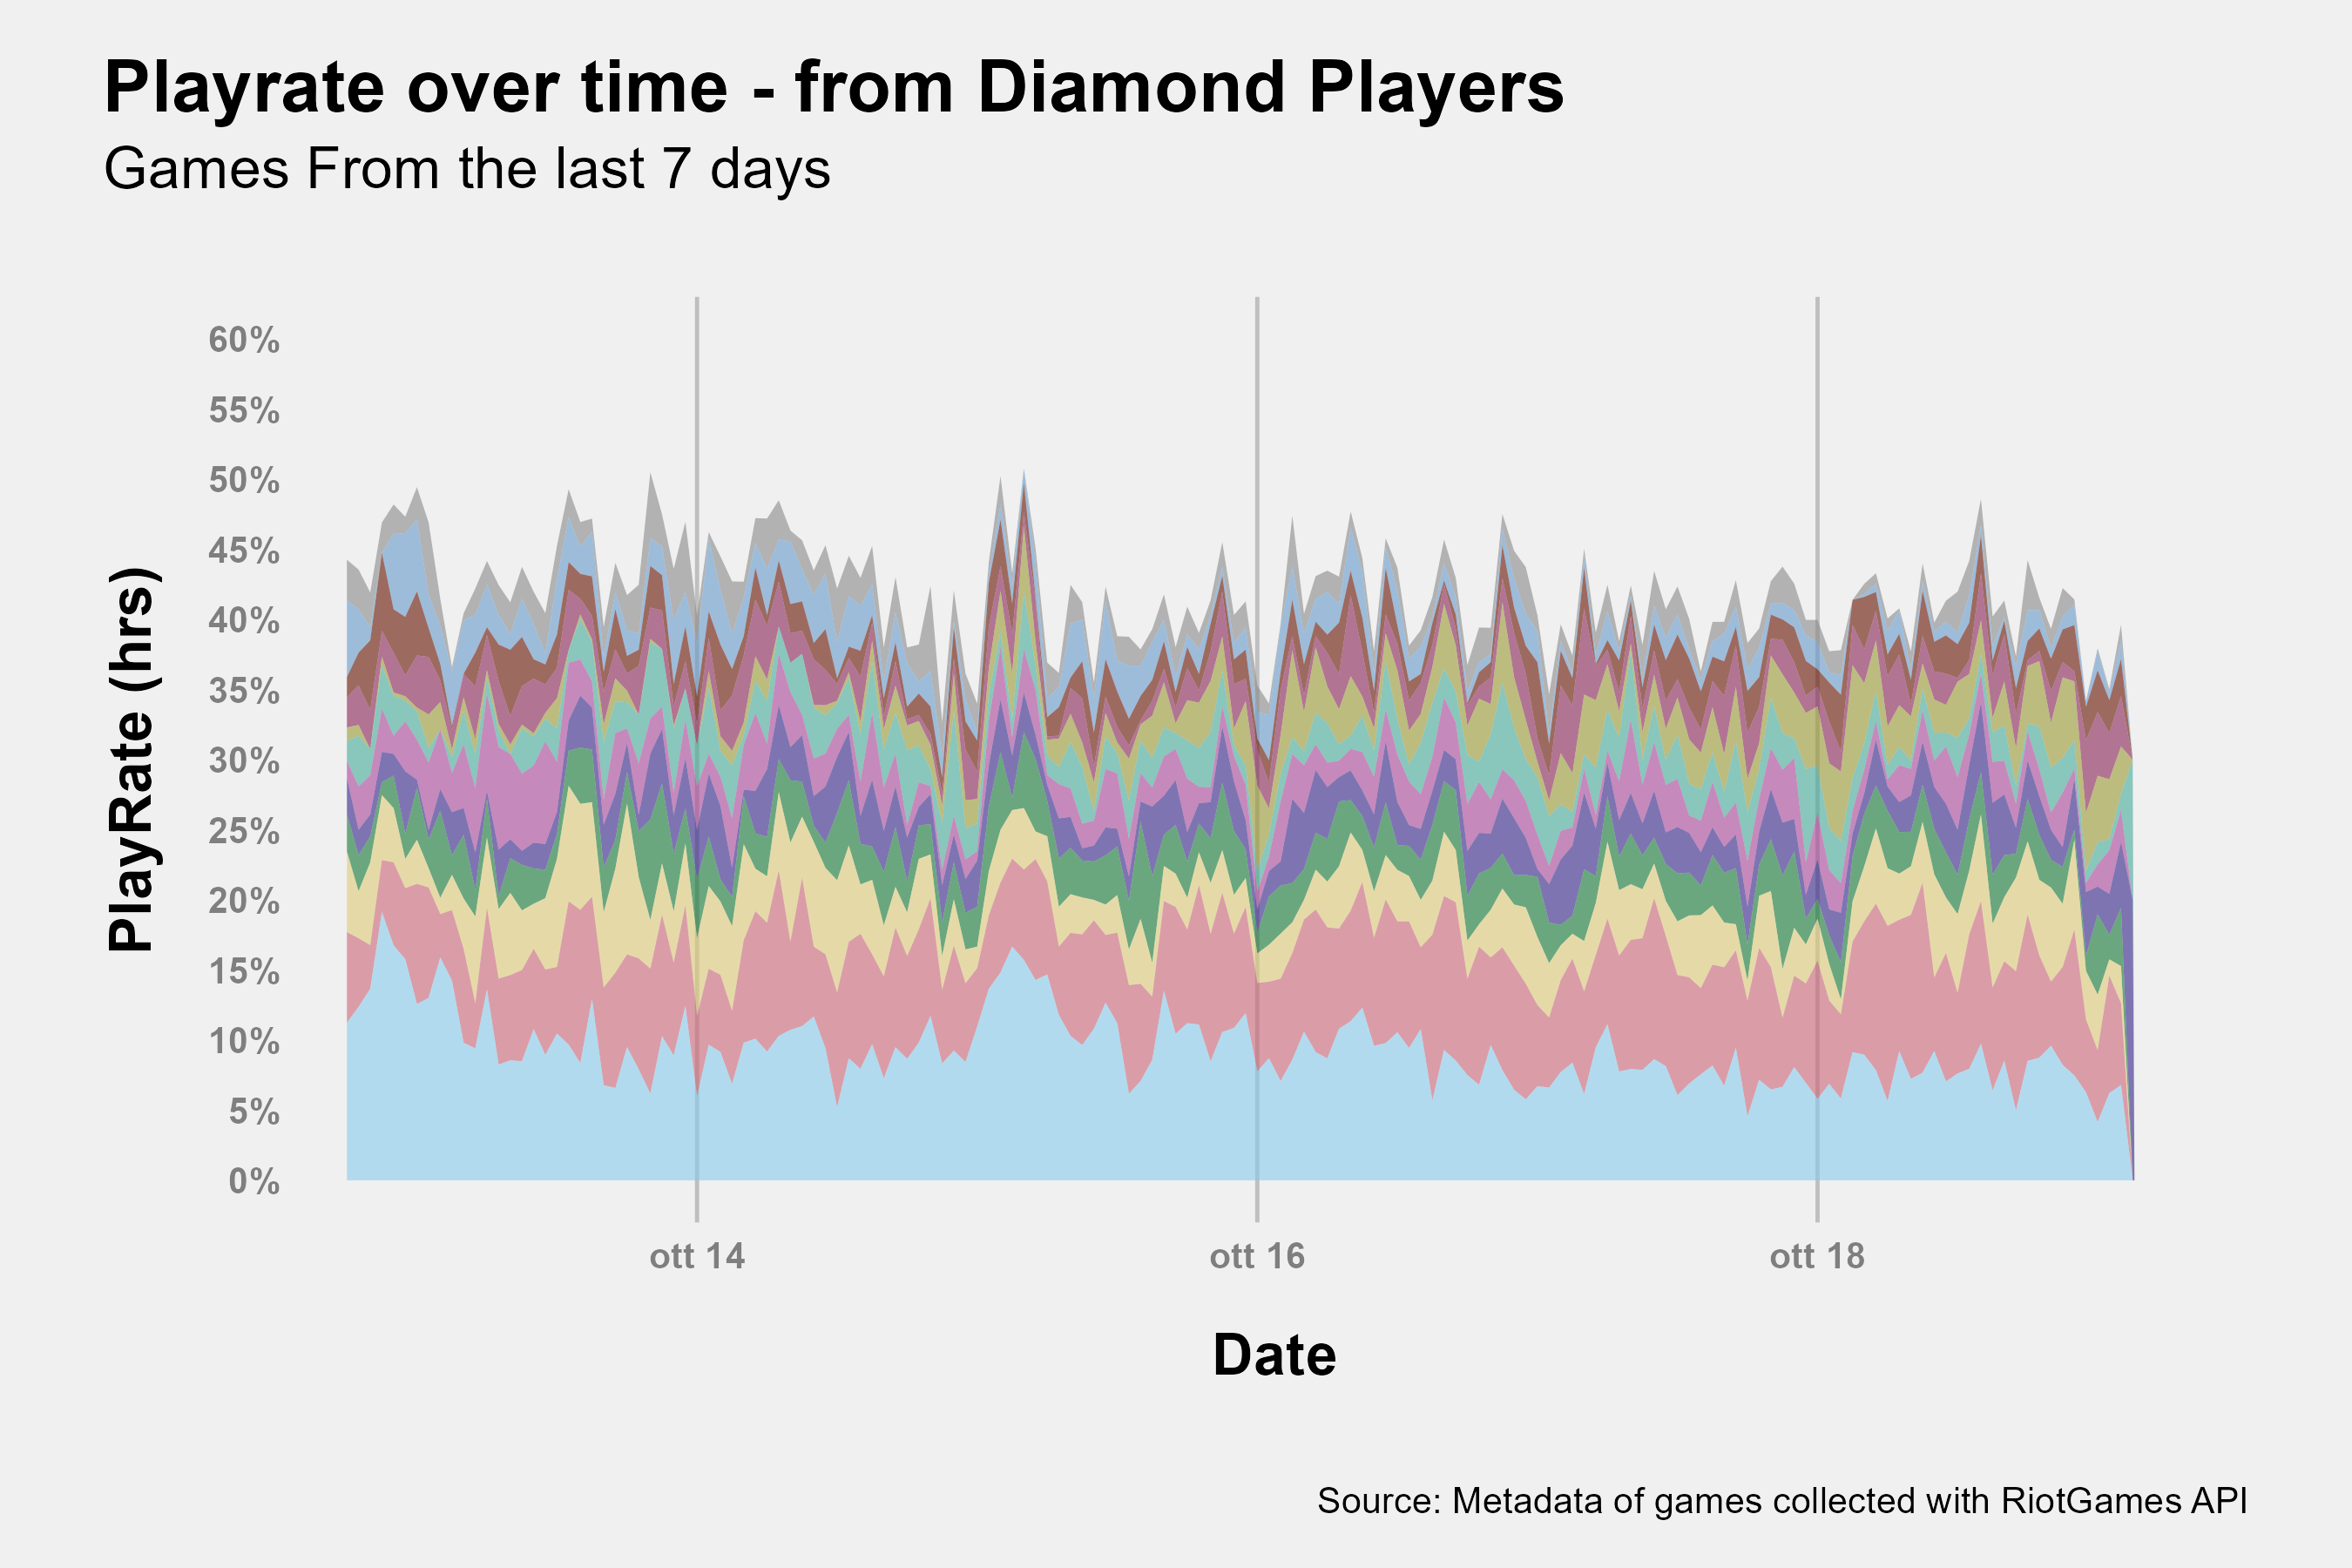 Playrate over time - from Diamond Players
Games From the last 7 days
PlayRate (hrs)
60%
55%
50%
45%
40%
35%
30%
25%
20%
15%
10%
5%
0%
ott 14
ott 16
ott 18
Date
Source: Metadata of games collected with RiotGames API